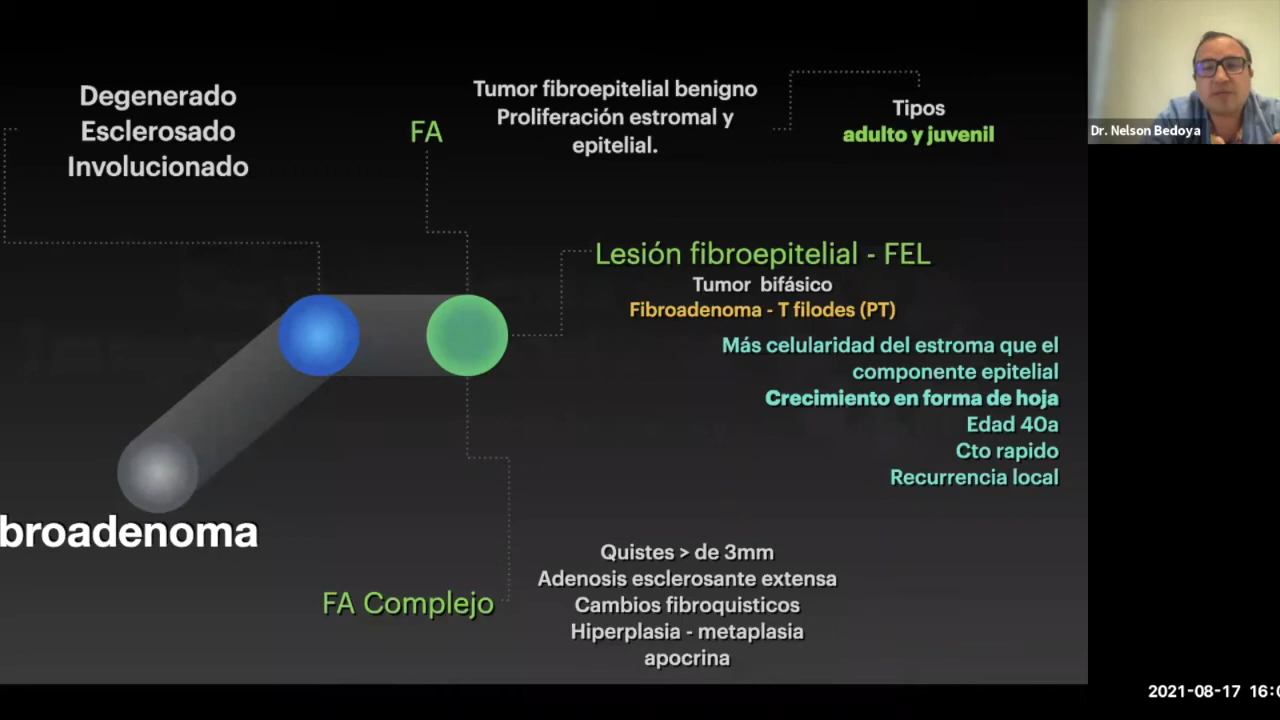 Degenerado
Esclerosado
Involucionado
FA
Tumor fibroepitelial benigno
Proliferación estromal y
epitelial.
Tipos
adulto y juvenil
Dr. Nelson Bedoya
Lesión fibroepitelial - FEL
Tumor bifásico
Fibroadenoma - T filodes (PT)
Más celularidad del estroma que el
componente epitelial
Crecimiento en forma de hoja
Edad 40a
Cto rapido
Recurrencia local
broadenoma
FA Complejo
Quistes > de 3mm
Adenosis esclerosante extensa
Cambios fibroquisticos
Hiperplasia - metaplasia
apocrina
2021-08-17 16:0